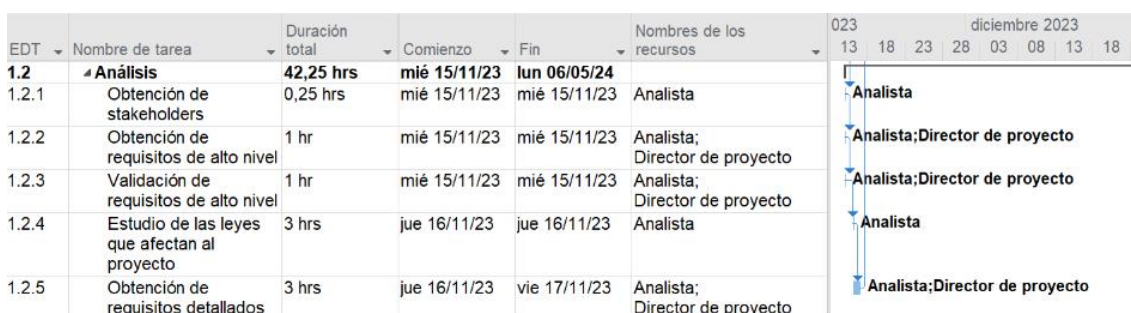 Duración
Nombres de los
023 diciembre 2023
EDT Nombre de tarea total Comienzo Fin recursos 13 18 23 28 03 08 13 18
1.2 Análisis 42,25 hrs mié 15/11/23 lun 06/05/24
1.2.1 Obtención de 0,25 hrs mié 15/11/23 mié 15/11/23 Analista Analista
stakeholders
1.2.2 Obtención de 1 hr mié 15/11/23 mié 15/11/23 Analista; Analista;Director de proyecto
requisitos de alto nivel Director de proyecto
1.2.3 Validación de 1 hr mié 15/11/23 mié 15/11/23 Analista; Analista;Director de proyecto
requisitos de alto nivel Director de proyecto
1.2.4 Estudio de las leyes 3 hrs jue 16/11/23 jue 16/11/23 Analista Analista
que afectan al
proyecto
1.2.5 Obtención de 3 hrs jue 16/11/23 vie 17/11/23 Analista; Analista;Director de proyecto
requisitos detallados Director de proyecto